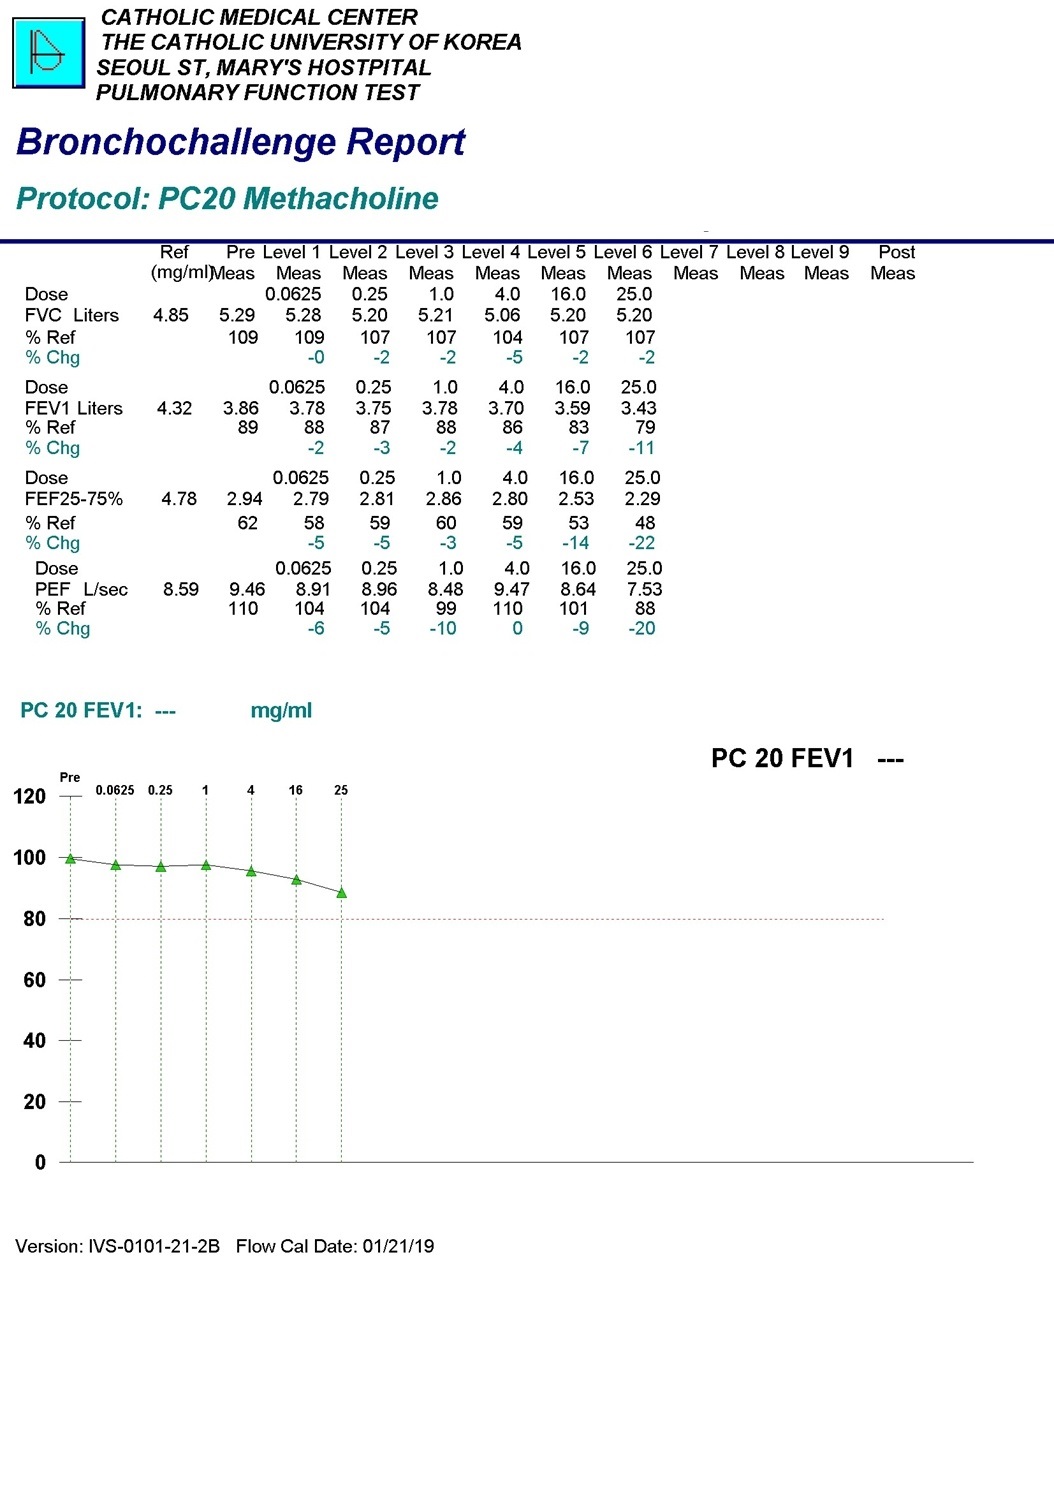 CATHOLIC MEDICAL CENTER
THE CATHOLIC UNIVERSITY OF KOREA
SEOUL ST, MARY'S HOSTPITAL
PULMONARY FUNCTION TEST
Bronchochallenge Report
Protocol: PC20 Methacholine
Ref Pre Level 1 Level 2 Level 3 Level 4 Level 5 Level 6 Level 7 Level 8 Level 9 Post
(mg/ml) Meas Meas Meas Meas Meas Meas Meas Meas Meas Meas Meas
Dose 0.0625 0.25 1.0 4.0 16.0 25.0
FVC Liters 4.85 5.29 5.28 5.20 5.21 5.06 5.20 5.20
% Ref 109 109 107 107 104 107 107
% Chg -0 -2 -2 -5 -2 -2
Dose 0.0625 0.25 1.0 4.0 16.0 25.0
FEV1 Liters 4.32 3.86 3.78 3.75 3.78 3.70 3.59 3.43
% Ref 89 88 87 88 86 83 79
% Chg -2 -3 -2 -4 -7 -11
Dose 0.0625 0.25 1.0 4.0 16.0 25.0
FEF25-75% 4.78 2.94 2.79 2.81 2.86 2.80 2.53 2.29
% Ref 62 58 59 60 59 53 48
% Chg -5 -5 -3 -5 -14 -22
Dose 0.0625 0.25 1.0 4.0 16.0 25.0
PEF L/sec 8.59 9.46 8.91 8.96 8.48 9.47 8.64 7.53
% Ref 110 104 104 99 110 101 88
% Chg -6 -5 -10 0 -9 -20
PC 20 FEV1: --- mg/ml
PC 20 FEV1 ---
Pre
0.0625 0.25 1 4 16 25
120
100
80
60
40
20
0
Version: IVS-0101-21-2B Flow Cal Date: 01/21/19